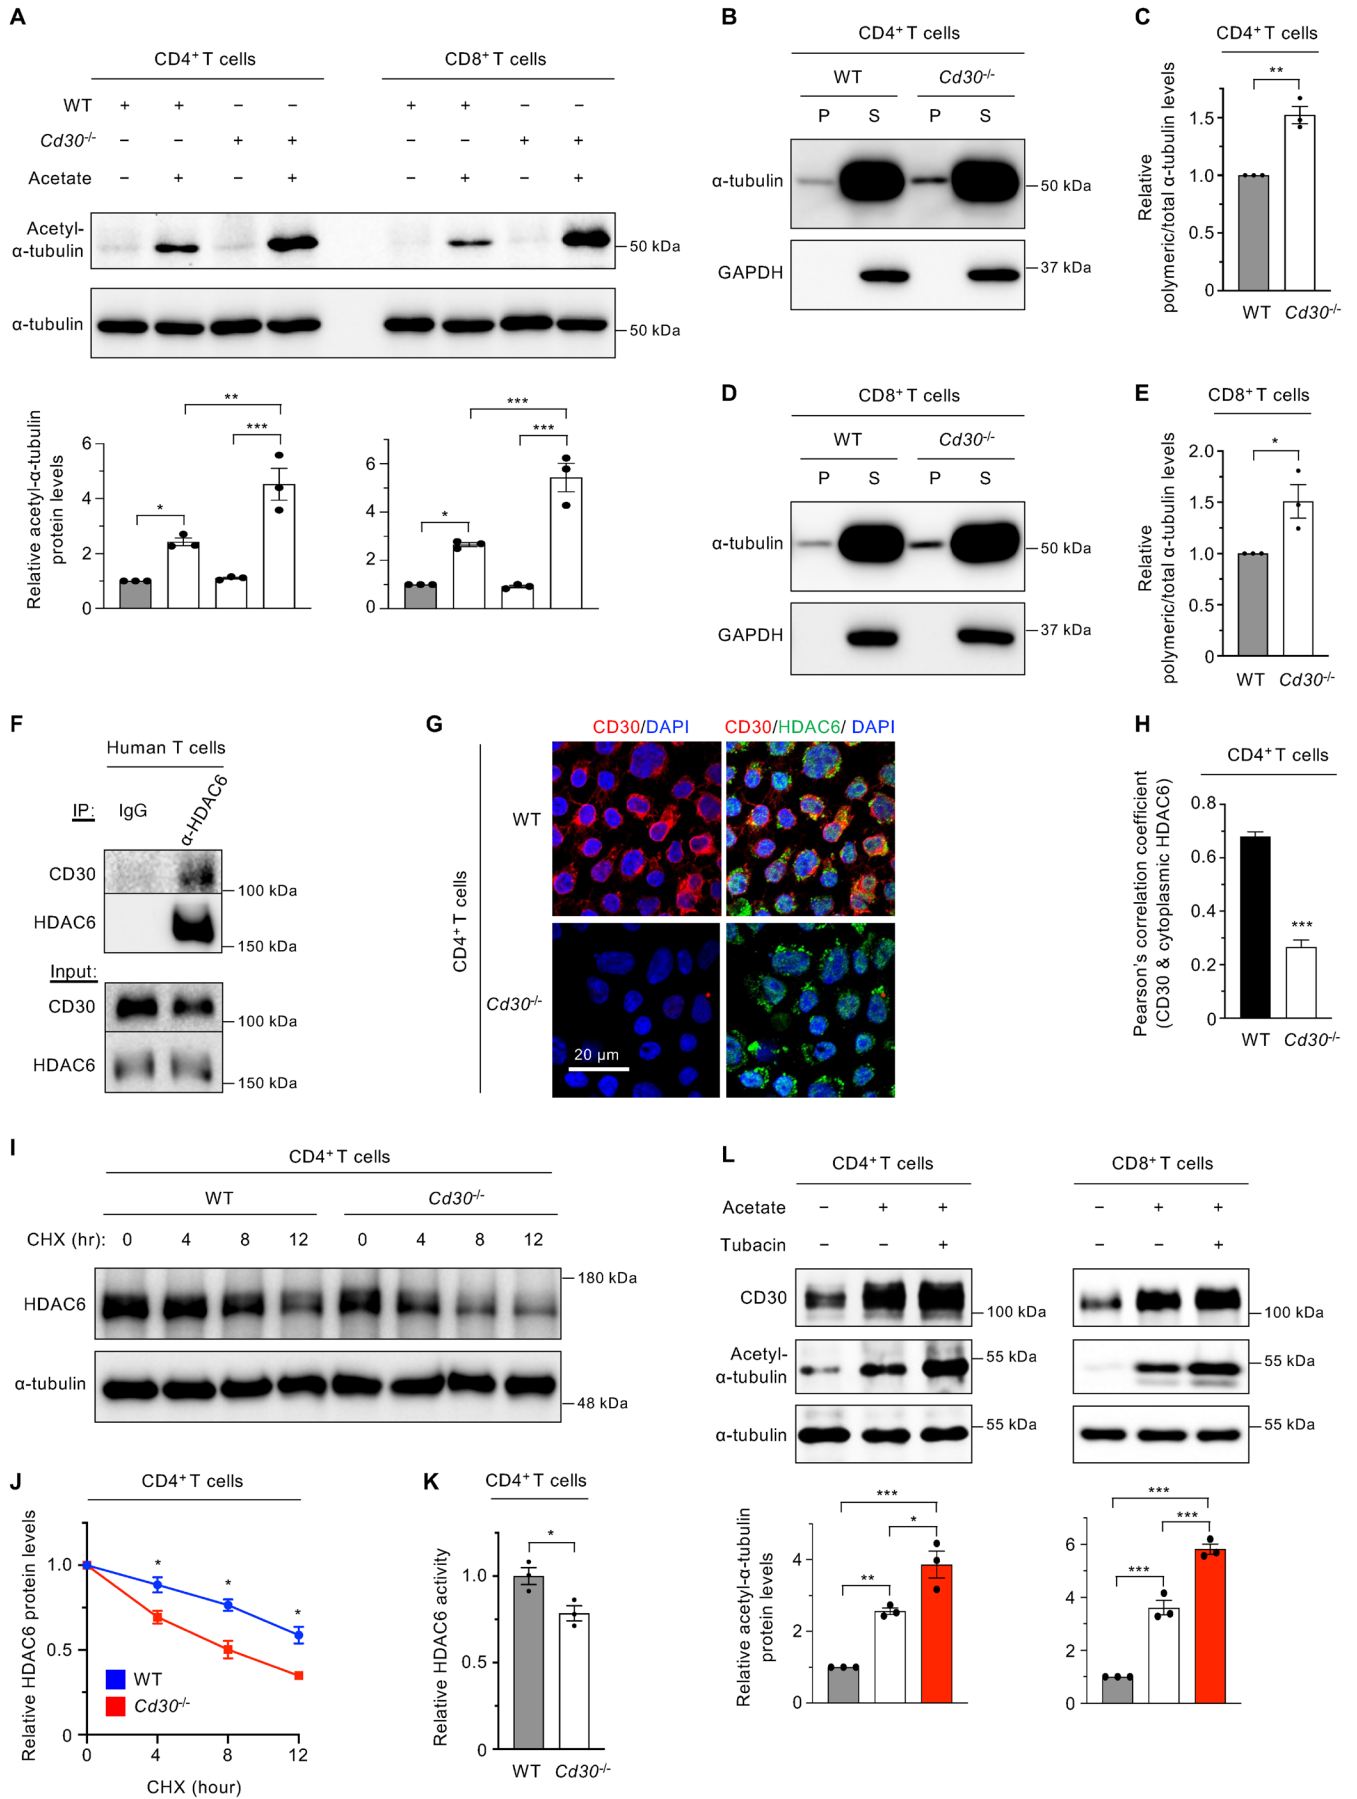 A
CD4⁺ T cells CD8⁺ T cells
WT + + – – + + – –
Cd30⁻/⁻ – – + + – – + +
Acetate – + – + – + – +
Acetyl-
α-tubulin
50 kDa
α-tubulin
50 kDa
Relative acetyl-α-tubulin
protein levels
6
4
2
0
*
**
***
6
4
2
0
*
***
***
B
CD4⁺ T cells
WT Cd30⁻/⁻
P S P S
α-tubulin
50 kDa
GAPDH
37 kDa
C
CD4⁺ T cells
**
Relative
polymeric/total α-tubulin levels
1.5
1.0
0.5
0
WT Cd30⁻/⁻
D
CD8⁺ T cells
WT Cd30⁻/⁻
P S P S
α-tubulin
50 kDa
GAPDH
37 kDa
E
CD8⁺ T cells
*
Relative
polymeric/total α-tubulin levels
2.0
1.5
1.0
0.5
0
WT Cd30⁻/⁻
F
Human T cells
IP: IgG α-HDAC6
CD30
100 kDa
HDAC6
150 kDa
Input:
CD30
100 kDa
HDAC6
150 kDa
G
CD30/DAPI CD30/HDAC6/ DAPI
CD4⁺ T cells
WT
Cd30⁻/⁻
20 µm
H
CD4⁺ T cells
Pearson's correlation coefficient
(CD30 & cytoplasmic HDAC6)
0.8
0.6
0.4
0.2
0
***
WT Cd30⁻/⁻
I
CD4⁺ T cells
WT Cd30⁻/⁻
CHX (hr): 0 4 8 12 0 4 8 12
HDAC6
180 kDa
α-tubulin
48 kDa
J
CD4⁺ T cells
Relative HDAC6 protein levels
1.0
0.5
0
*
*
*
WT
Cd30⁻/⁻
0 4 8 12
CHX (hour)
K
CD4⁺ T cells
*
Relative HDAC6 activity
1.0
0.5
0
WT Cd30⁻/⁻
L
CD4⁺ T cells CD8⁺ T cells
Acetate – + + – + +
Tubacin – – + – – +
CD30
100 kDa 100 kDa
Acetyl-
α-tubulin
55 kDa 55 kDa
α-tubulin
55 kDa 55 kDa
Relative acetyl-α-tubulin
protein levels
4
2
0
***
*
**
6
4
2
0
***
***
***